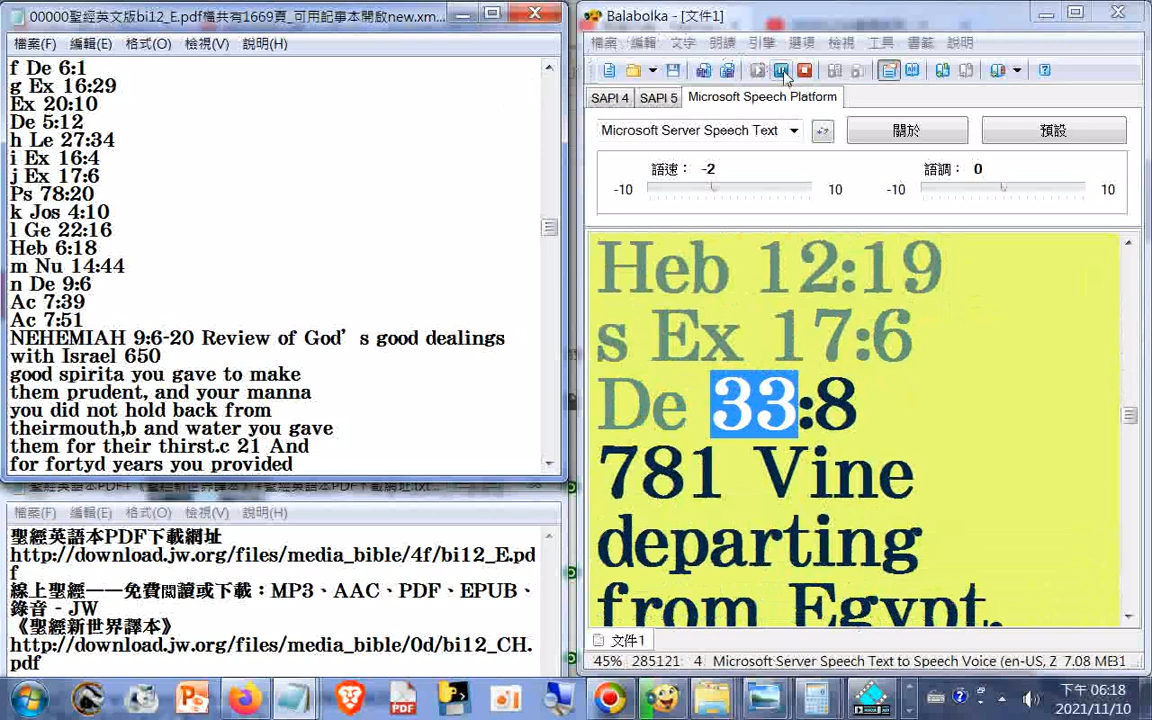 00000聖經英文版bi12_E.pdf檔共有1669頁_可用記事本開啟new.xm...
檔案(F) 編輯(E) 格式(O) 檢視(V) 說明(H)
f De 6:1
g Ex 16:29
Ex 20:10
De 5:12
h Le 27:34
i Ex 16:4
j Ex 17:6
Ps 78:20
k Jos 4:10
l Ge 22:16
Heb 6:18
m Nu 14:44
n De 9:6
Ac 7:39
Ac 7:51
NEHEMIAH 9:6-20 Review of God’s good dealings
with Israel 650
good spirita you gave to make
them prudent, and your manna
you did not hold back from
theirmouth,b and water you gave
them for their thirst.c 21 And
for fortyd years you provided
檔案(F) 編輯(E) 格式(O) 檢視(V) 說明(H)
聖經英語本PDF下載網址
http://download.jw.org/files/media_bible/4f/bi12_E.pd
f
線上聖經——免費閱讀或下載：MP3、AAC、PDF、EPUB、
錄音 - JW
《聖經新世界譯本》
http://download.jw.org/files/media_bible/0d/bi12_CH.
pdf
Balabolka - [文件1]
檔案 編輯 文字 朗讀 引擎 選項 檢視 工具 書籤 說明
SAPI 4 SAPI 5 Microsoft Speech Platform
Microsoft Server Speech Text 關於 預設
語速： -2 語調： 0
-10 10 -10 10
Heb 12:19
s Ex 17:6
De 33:8
781 Vine
departing
from Egypt.
文件1
45% 285121: 4 Microsoft Server Speech Text to Speech Voice (en-US, Z 7.08 MB1
下午 06:18
2021/11/10